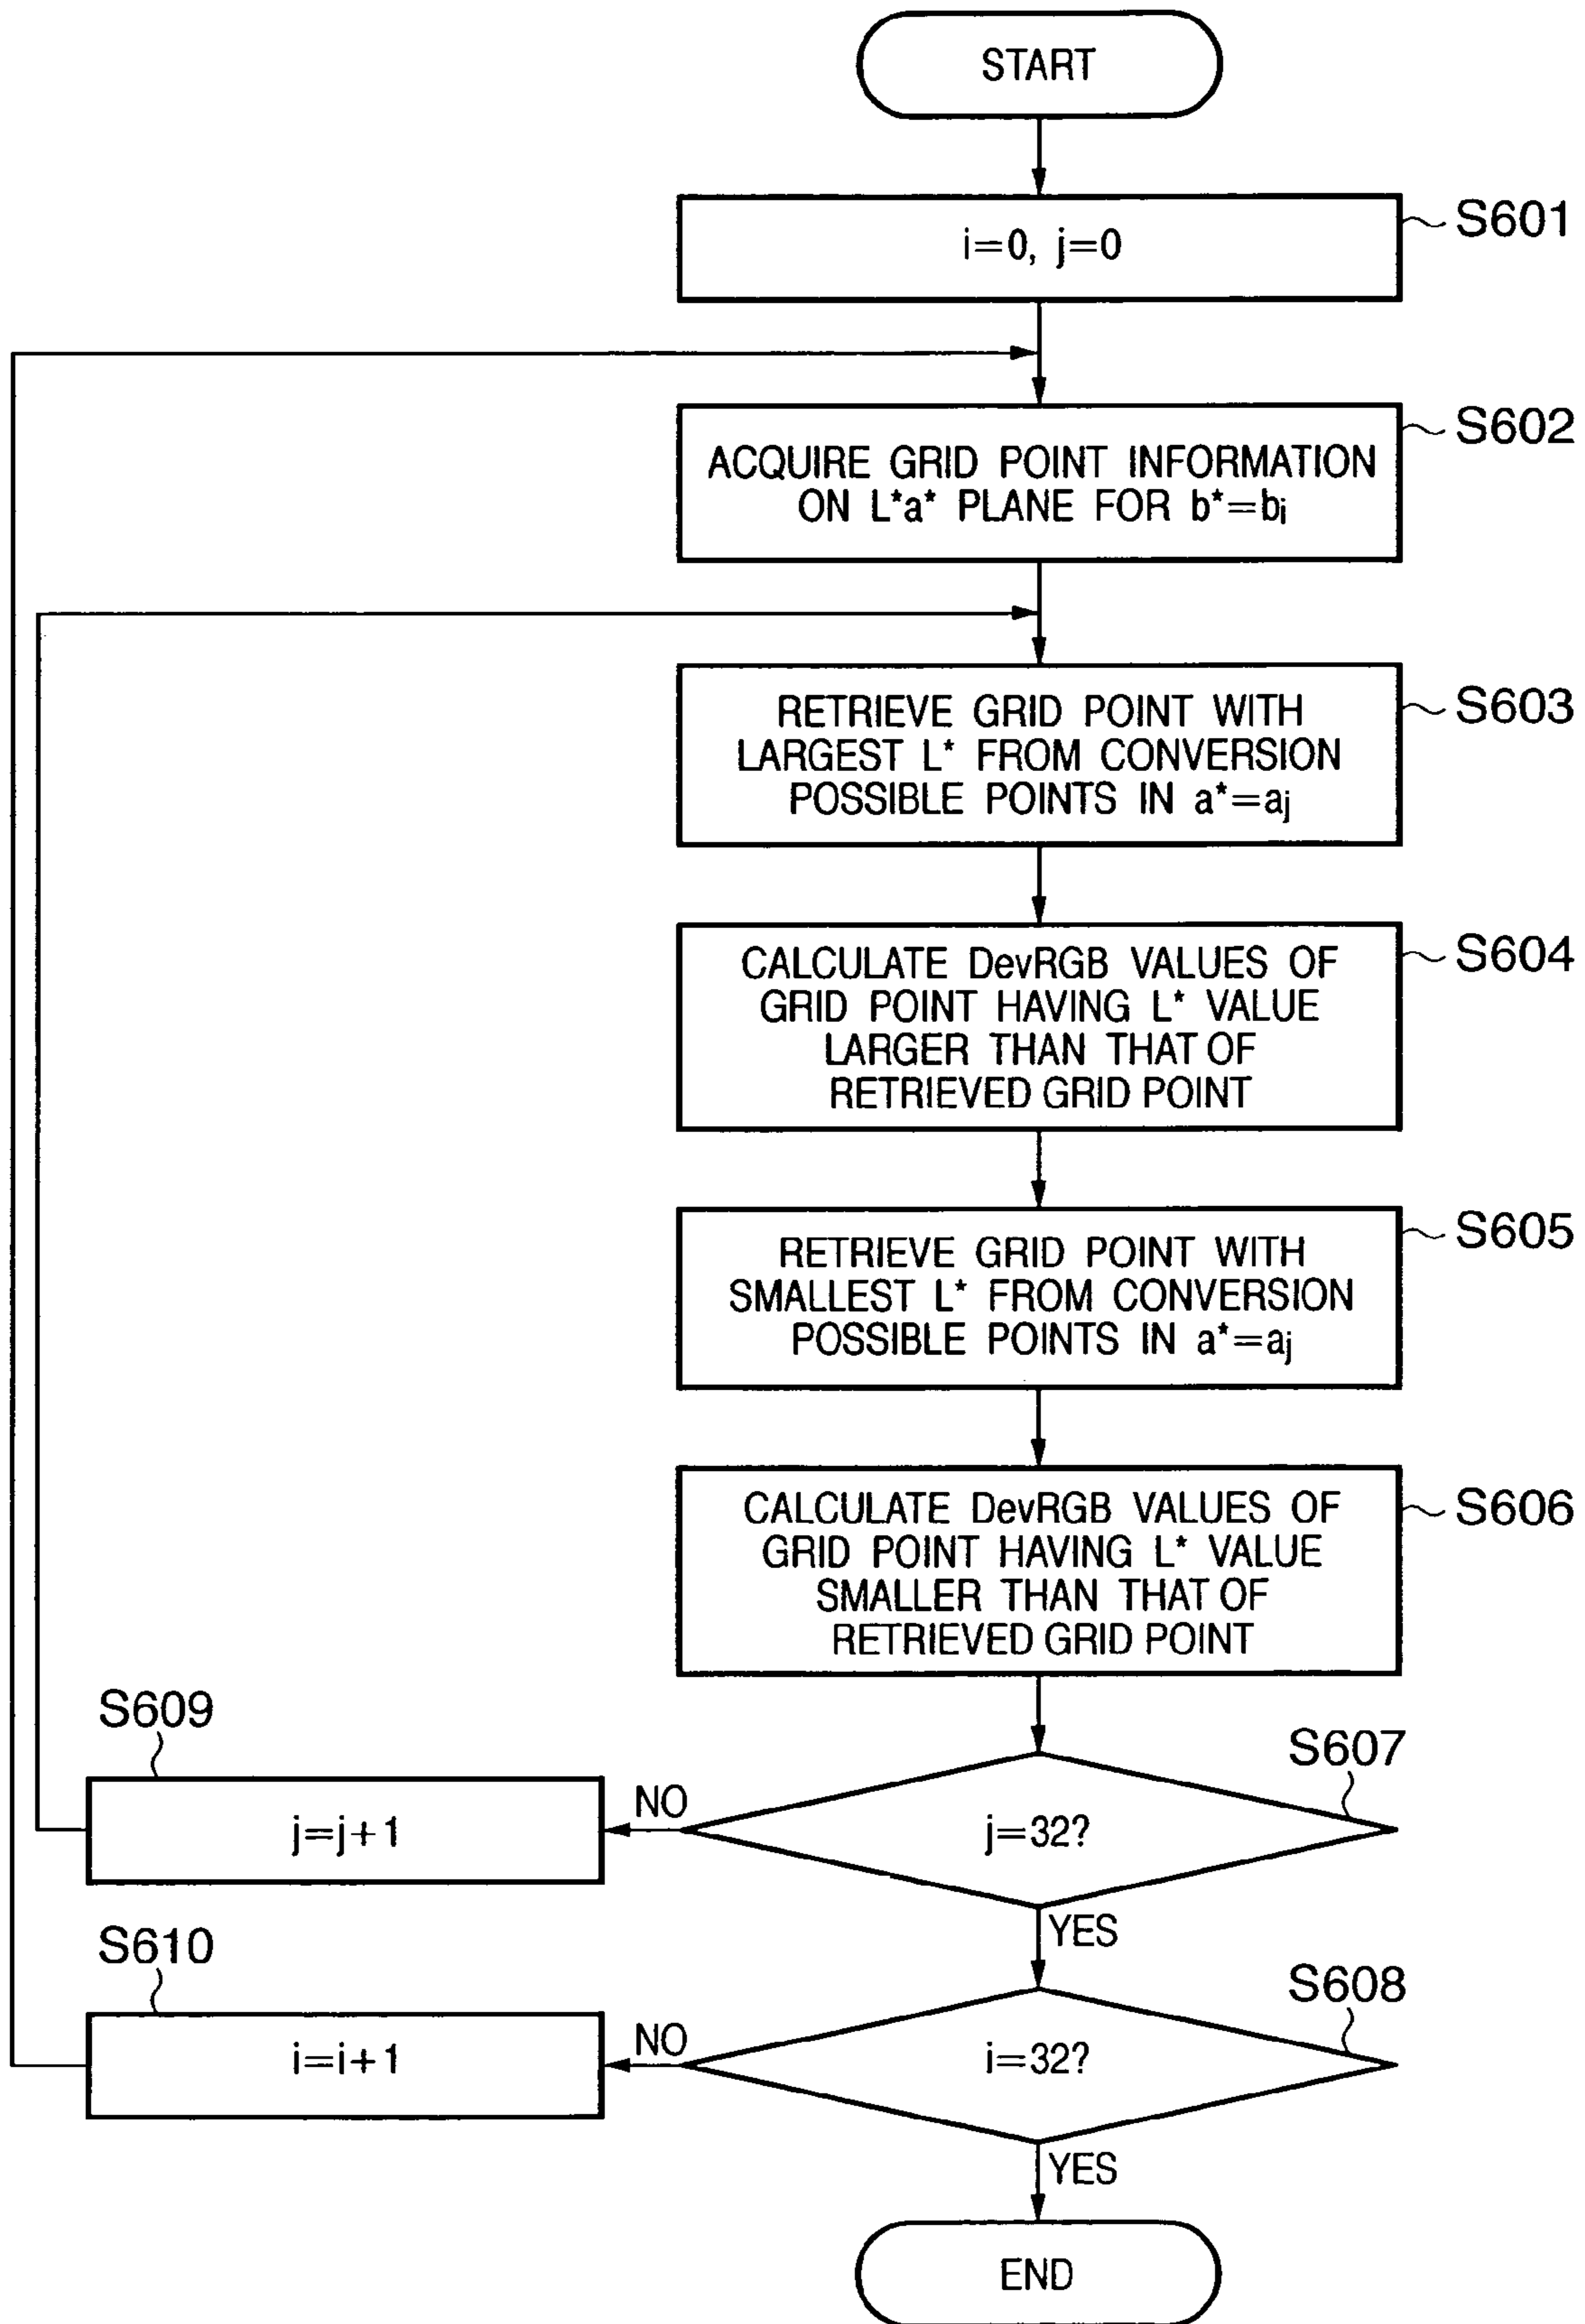 START
i=0, j=0
S601
S602
ACQUIRE GRID POINT INFORMATION
ON L*a* PLANE FOR b*=bi
S603
RETRIEVE GRID POINT WITH
LARGEST L* FROM CONVERSION
POSSIBLE POINTS IN a*=aj
S604
CALCULATE DevRGB VALUES OF
GRID POINT HAVING L* VALUE
LARGER THAN THAT OF
RETRIEVED GRID POINT
S605
RETRIEVE GRID POINT WITH
SMALLEST L* FROM CONVERSION
POSSIBLE POINTS IN a*=aj
S606
CALCULATE DevRGB VALUES OF
GRID POINT HAVING L* VALUE
SMALLER THAN THAT OF
RETRIEVED GRID POINT
S609
S607
j=j+1
NO
j=32?
YES
S610
S608
i=i+1
NO
i=32?
YES
END